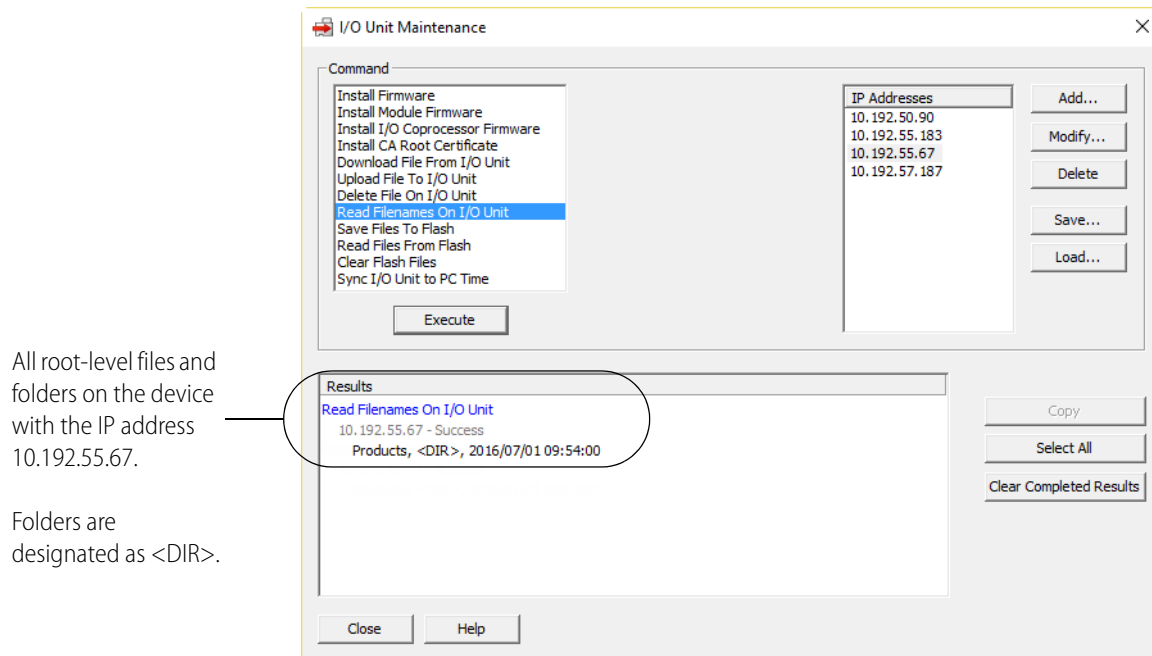 I/O Unit Maintenance
Command
Install Firmware
Install Module Firmware
Install I/O Coprocessor Firmware
Install CA Root Certificate
Download File From I/O Unit
Upload File To I/O Unit
Delete File On I/O Unit
Read Filenames On I/O Unit
Save Files To Flash
Read Files From Flash
Clear Flash Files
Sync I/O Unit to PC Time
Execute
IP Addresses
10.192.50.90
10.192.55.183
10.192.55.67
10.192.57.187
Add...
Modify...
Delete
Save...
Load...
All root-level files and
folders on the device
with the IP address
10.192.55.67.
Folders are
designated as <DIR>.
Results
Read Filenames On I/O Unit
10.192.55.67 - Success
Products, <DIR>, 2016/07/01 09:54:00
Copy
Select All
Clear Completed Results
Close
Help